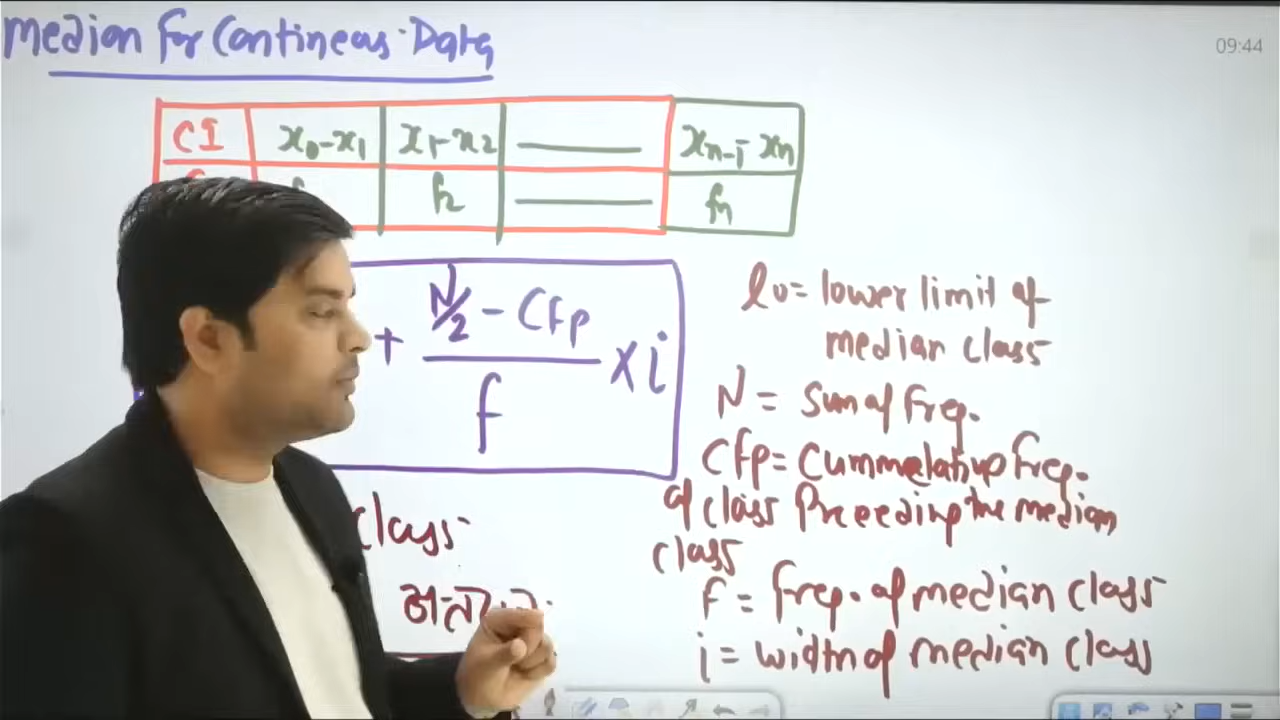 Median for Contineas Data
09:44
CI x₀-x₁ x₁-x₂ xₙ₋₁-xₙ
f₂ fₙ
+ N/2 - Cfp
f
× i
l₀ = lower limit of
median class
N = Sum of Freq.
Cfp = Cummelative Freq.
of class Preceeding the median
class
f = freq. of median class
i = width of median class
class